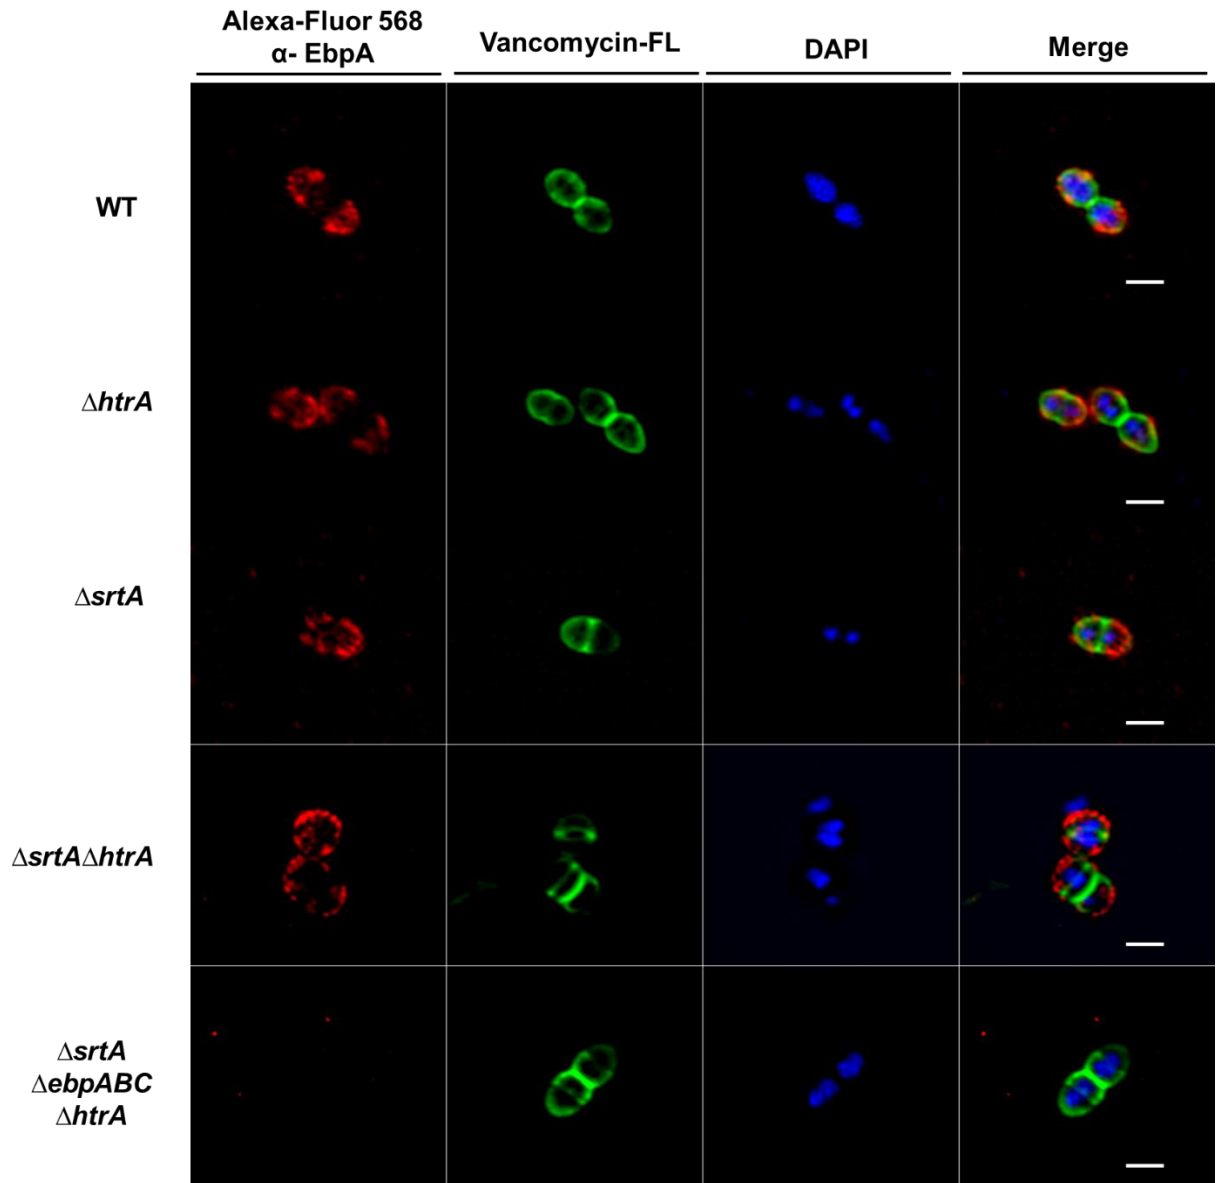 Alexa-Fluor 568
α- EbpA
Vancomycin-FL
DAPI
Merge
WT
ΔhtrA
ΔsrtA
ΔsrtAΔhtrA
ΔsrtA
ΔebpABC
ΔhtrA